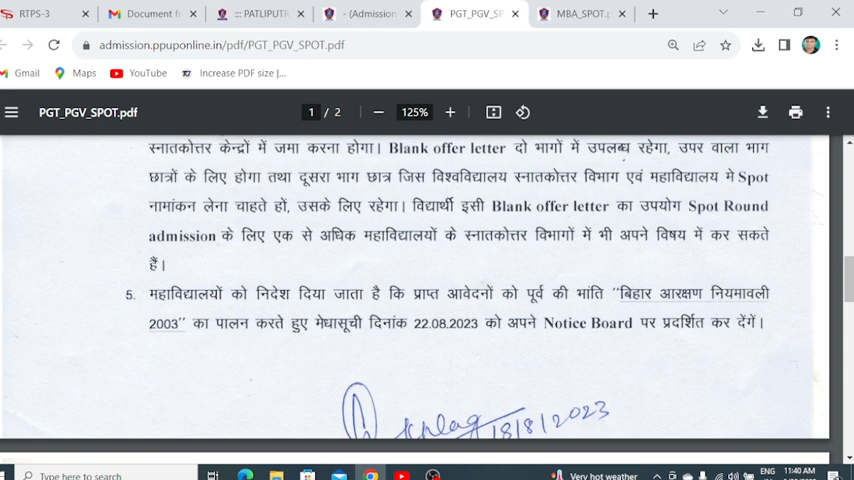 RTPS-3
Document fr
::: PATLIPUTR
- (Admission
PGT_PGV_SP
MBA_SPOT.p
admission.ppuponline.in/pdf/PGT_PGV_SPOT.pdf
Gmail
Maps
YouTube
Increase PDF size |...
PGT_PGV_SPOT.pdf
1 / 2
125%
स्नातकोत्तर केन्द्रों में जमा करना होगा। Blank offer letter दो भागों में उपलब्ध रहेगा, उपर वाला भाग
छात्रों के लिए होगा तथा दूसरा भाग छात्र जिस विश्वविद्यालय स्नातकोत्तर विभाग एवं महाविद्यालय मे Spot
नामांकन लेना चाहते हों, उसके लिए रहेगा। विद्यार्थी इसी Blank offer letter का उपयोग Spot Round
admission के लिए एक से अधिक महाविद्यालयों के स्नातकोत्तर विभागों में भी अपने विषय में कर सकते
हैं।
5. महाविद्यालयों को निदेश दिया जाता है कि प्राप्त आवेदनों को पूर्व की भांति "बिहार आरक्षण नियमावली
2003" का पालन करते हुए मेधासूची दिनांक 22.08.2023 को अपने Notice Board पर प्रदर्शित कर देंगें।
18/8/2023
Type here to search
Very hot weather
ENG
11:40 AM